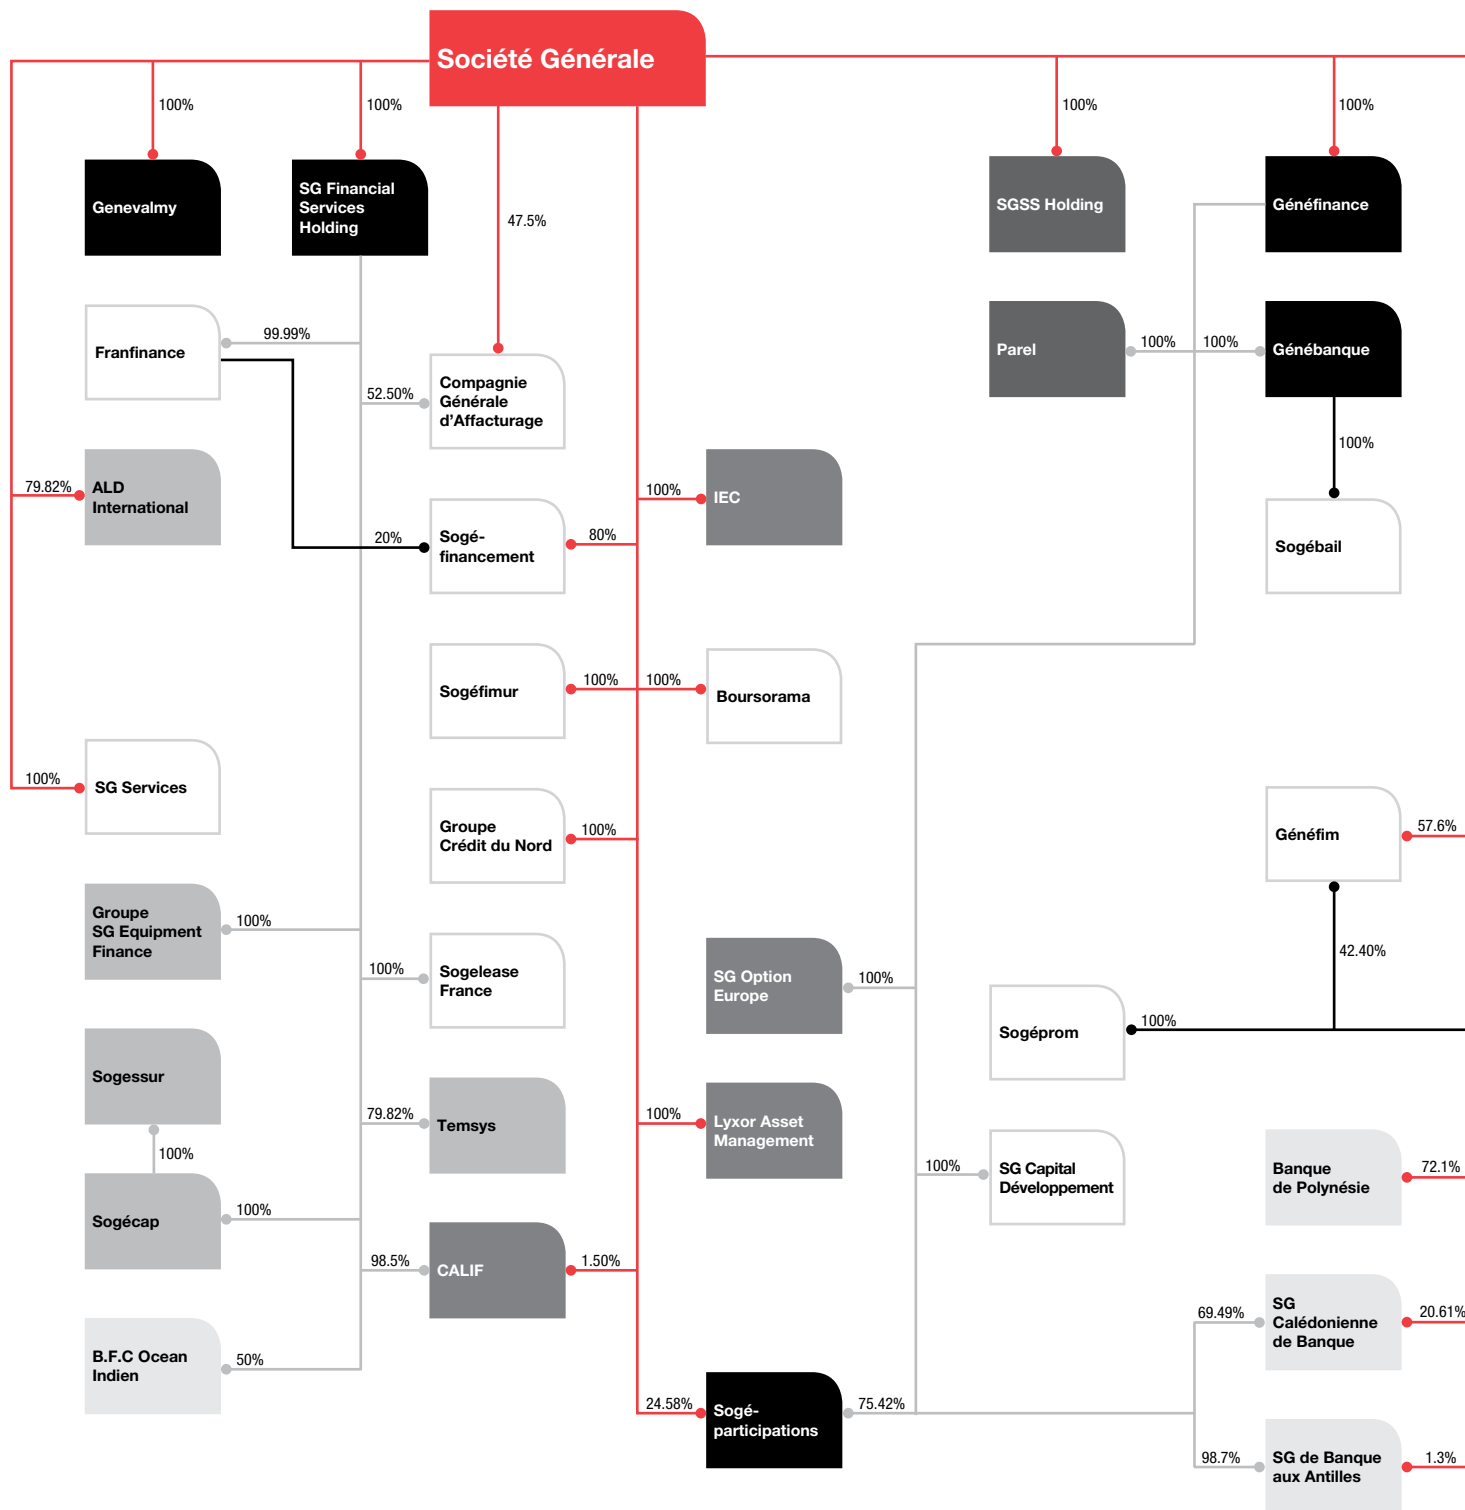 Société Générale
100%
100%
100%
100%
Genevalmy
SG Financial
Services
Holding
47.5%
SGSS Holding
Généfinance
Franfinance
99.99%
52.50%
Compagnie
Générale
d'Affacturage
Parel
100%
100%
Génébanque
100%
79.82%
ALD
International
20%
Sogé-
financement
80%
100%
IEC
Sogébail
Sogéfimur
100%
100%
Boursorama
100%
SG Services
Groupe
Crédit du Nord
100%
Généfim
57.6%
42.40%
Groupe
SG Equipment
Finance
100%
100%
Sogelease
France
SG Option
Europe
100%
Sogéprom
100%
Sogessur
100%
79.82%
Temsys
100%
Lyxor Asset
Management
100%
SG Capital
Développement
Banque
de Polynésie
72.1%
Sogécap
100%
98.5%
CALIF
1.50%
69.49%
SG
Calédonienne
de Banque
20.61%
B.F.C Ocean
Indien
50%
24.58%
Sogé-
participations
75.42%
98.7%
SG de Banque
aux Antilles
1.3%